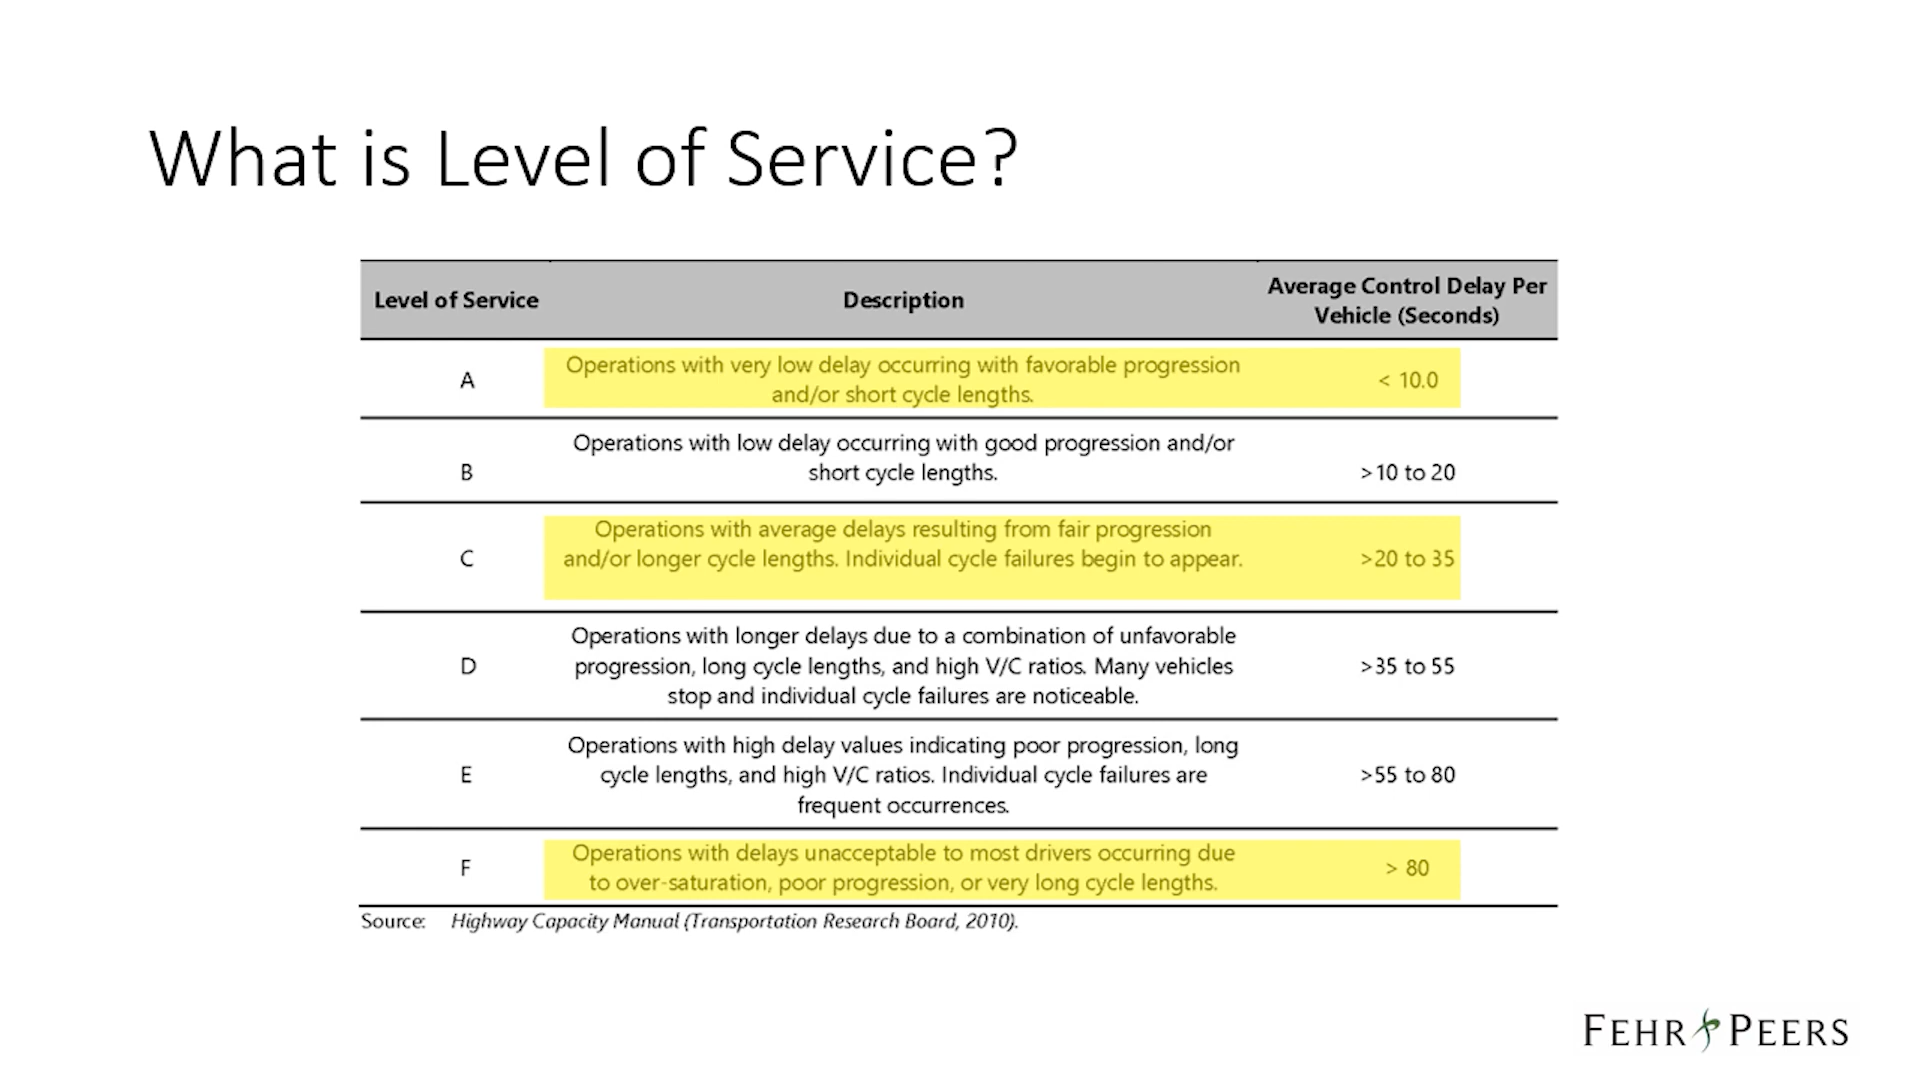 What is Level of Service?
Level of Service
Description
Average Control Delay Per
Vehicle (Seconds)
A
Operations with very low delay occurring with favorable progression
and/or short cycle lengths.
< 10.0
B
Operations with low delay occurring with good progression and/or
short cycle lengths.
>10 to 20
C
Operations with average delays resulting from fair progression
and/or longer cycle lengths. Individual cycle failures begin to appear.
>20 to 35
D
Operations with longer delays due to a combination of unfavorable
progression, long cycle lengths, and high V/C ratios. Many vehicles
stop and individual cycle failures are noticeable.
>35 to 55
E
Operations with high delay values indicating poor progression, long
cycle lengths, and high V/C ratios. Individual cycle failures are
frequent occurrences.
>55 to 80
F
Operations with delays unacceptable to most drivers occurring due
to over-saturation, poor progression, or very long cycle lengths.
> 80
Source: Highway Capacity Manual (Transportation Research Board, 2010).
FEHR PEERS